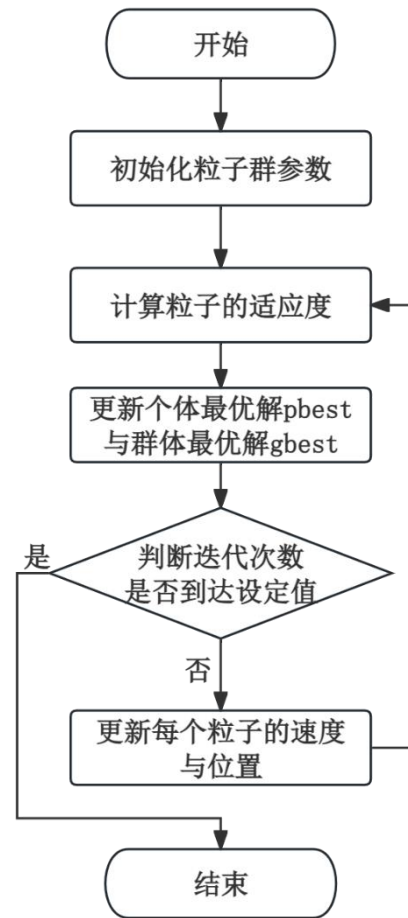 开始
初始化粒子群参数
计算粒子的适应度
更新个体最优解pbest
与群体最优解gbest
是
判断迭代次数
是否到达设定值
否
更新每个粒子的速度
与位置
结束